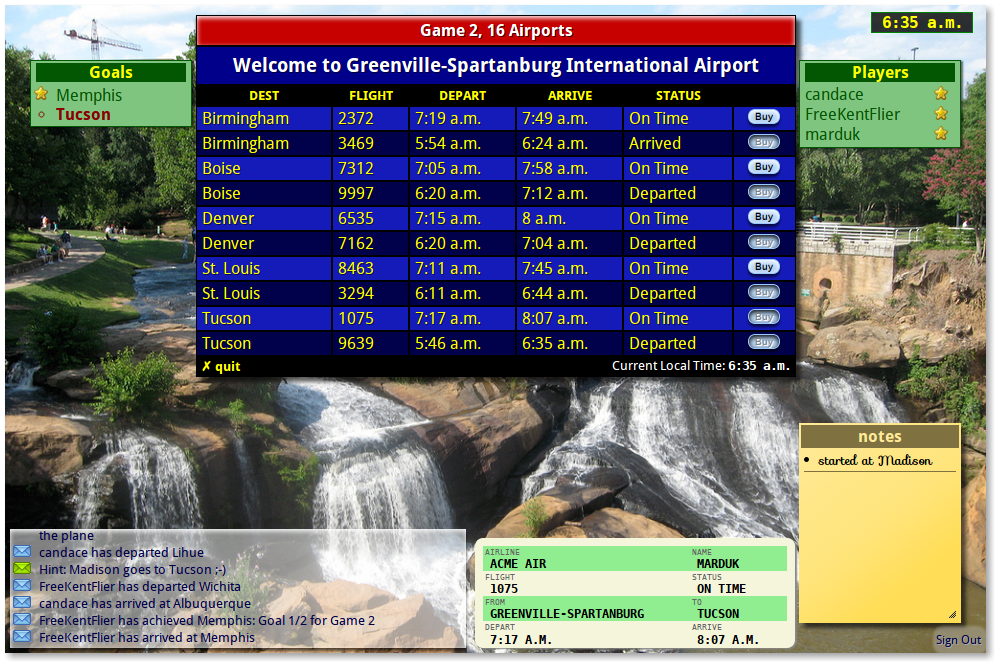 Game 2, 16 Airports
6:35 a.m.
Welcome to Greenville-Spartanburg International Airport
Goals
Memphis
Tucson
Players
candace
FreeKentFlier
marduk
DEST FLIGHT DEPART ARRIVE STATUS
Birmingham 2372 7:19 a.m. 7:49 a.m. On Time Buy
Birmingham 3469 5:54 a.m. 6:24 a.m. Arrived Buy
Boise 7312 7:05 a.m. 7:58 a.m. On Time Buy
Boise 9997 6:20 a.m. 7:12 a.m. Departed Buy
Denver 6535 7:15 a.m. 8 a.m. On Time Buy
Denver 7162 6:20 a.m. 7:04 a.m. Departed Buy
St. Louis 8463 7:11 a.m. 7:45 a.m. On Time Buy
St. Louis 3294 6:11 a.m. 6:44 a.m. Departed Buy
Tucson 1075 7:17 a.m. 8:07 a.m. On Time Buy
Tucson 9639 5:46 a.m. 6:35 a.m. Departed Buy
✗ quit Current Local Time: 6:35 a.m.
notes
• started at Madison
the plane
candace has departed Lihue
Hint: Madison goes to Tucson ;-)
FreeKentFlier has departed Wichita
candace has arrived at Albuquerque
FreeKentFlier has achieved Memphis: Goal 1/2 for Game 2
FreeKentFlier has arrived at Memphis
AIRLINE NAME
ACME AIR MARDUK
FLIGHT STATUS
1075 ON TIME
FROM TO
GREENVILLE-SPARTANBURG TUCSON
DEPART ARRIVE
7:17 A.M. 8:07 A.M.
Sign Out